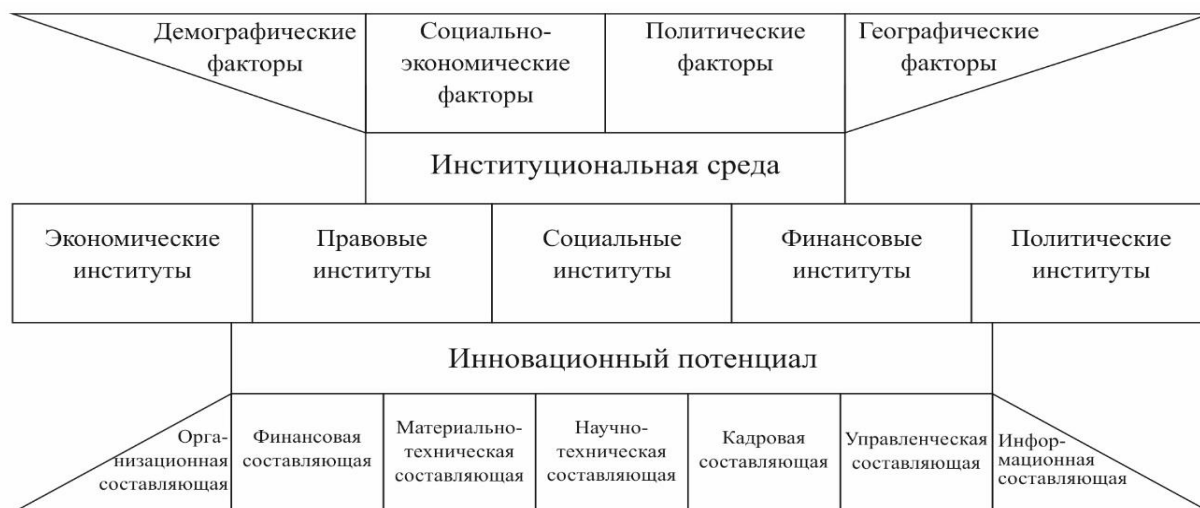 Демографические
факторы
Социально-
экономические
факторы
Политические
факторы
Географические
факторы
Институциональная среда
Экономические
институты
Правовые
институты
Социальные
институты
Финансовые
институты
Политические
институты
Инновационный потенциал
Орга-
низационная
составляющая
Финансовая
составляющая
Материально-
техническая
составляющая
Научно-
техническая
составляющая
Кадровая
составляющая
Управленческая
составляющая
Инфор-
мационная
составляющая